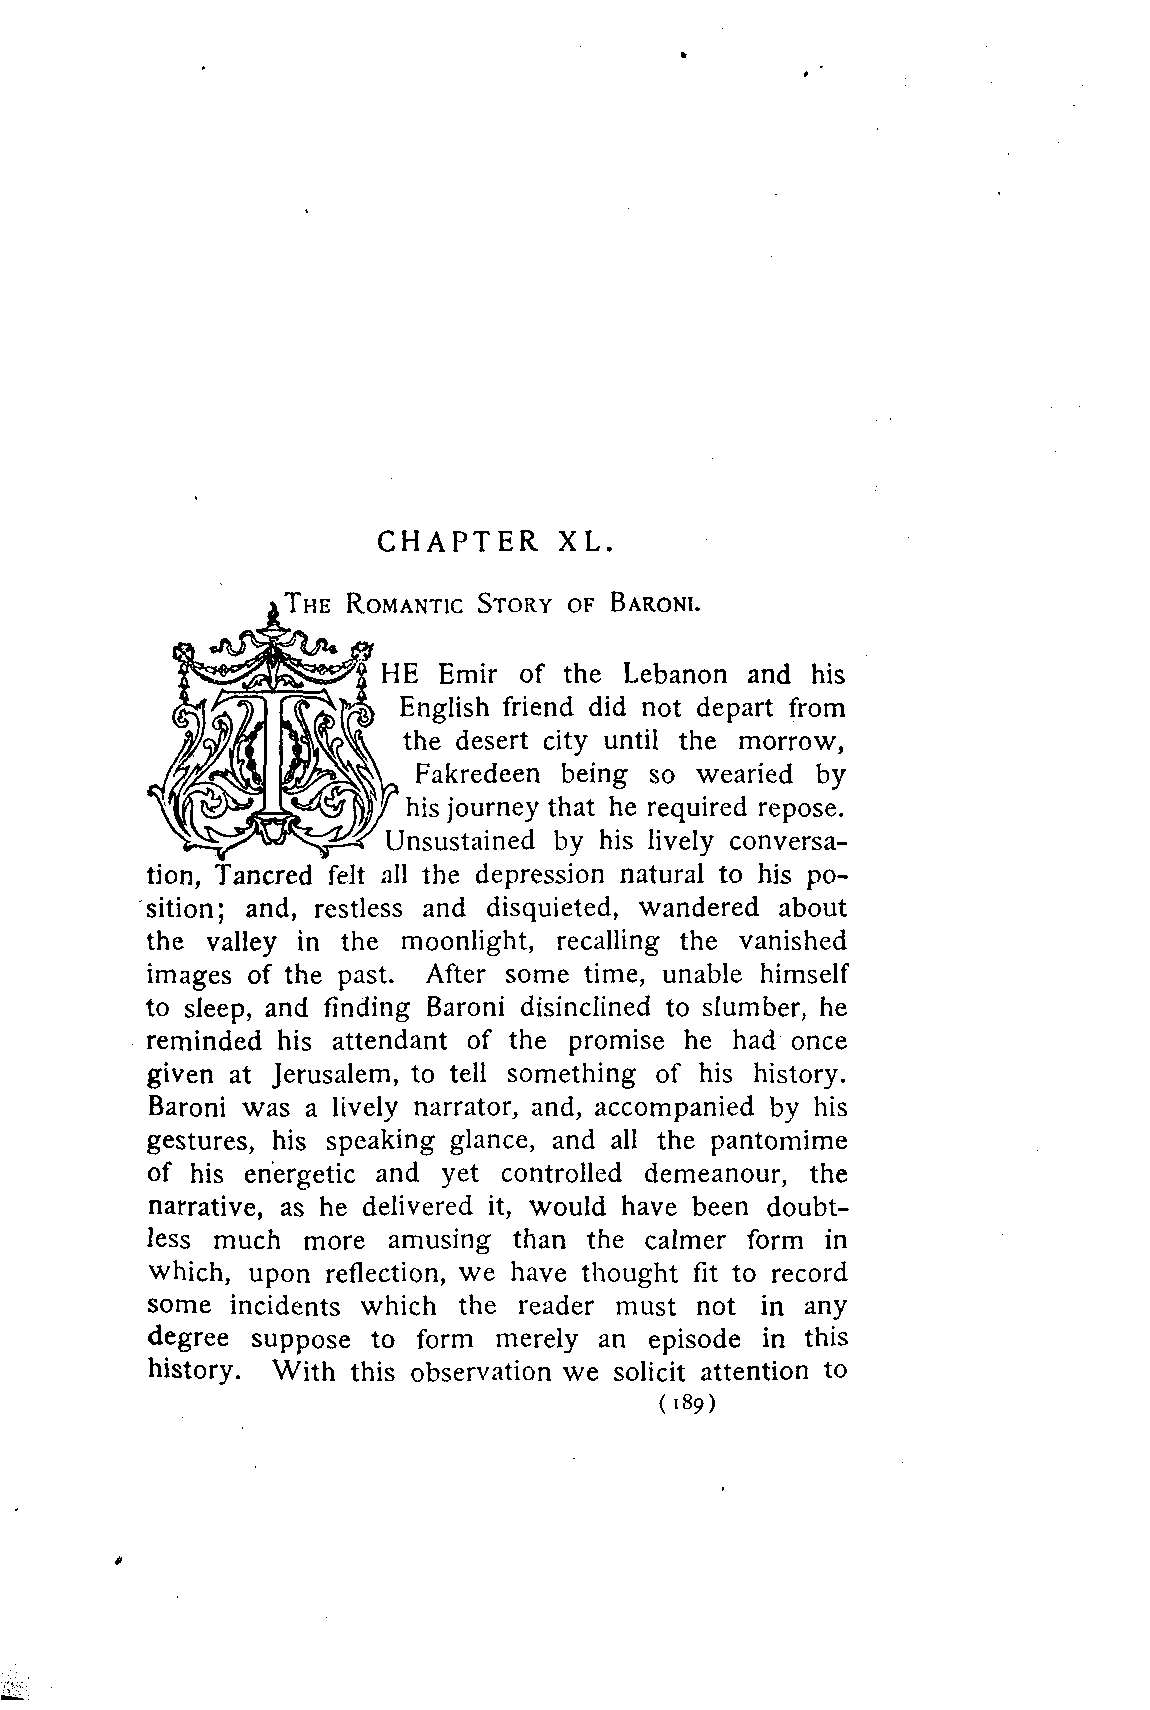 CHAPTER XL.
THE ROMANTIC STORY OF BARONI.
THE Emir of the Lebanon and his
English friend did not depart from
the desert city until the morrow,
Fakredeen being so wearied by
his journey that he required repose.
Unsustained by his lively conversa-
tion, Tancred felt all the depression natural to his po-
sition; and, restless and disquieted, wandered about
the valley in the moonlight, recalling the vanished
images of the past. After some time, unable himself
to sleep, and finding Baroni disinclined to slumber, he
reminded his attendant of the promise he had once
given at Jerusalem, to tell something of his history.
Baroni was a lively narrator, and, accompanied by his
gestures, his speaking glance, and all the pantomime
of his energetic and yet controlled demeanour, the
narrative, as he delivered it, would have been doubt-
less much more amusing than the calmer form in
which, upon reflection, we have thought fit to record
some incidents which the reader must not in any
degree suppose to form merely an episode in this
history. With this observation we solicit attention to
(189)